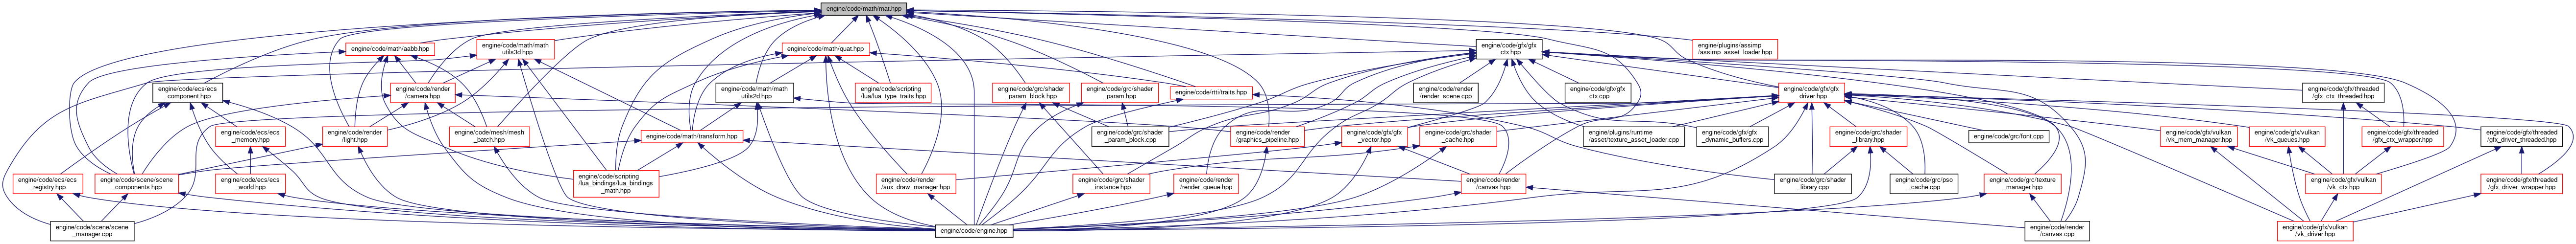 engine/code/math/mat.hpp
engine/code/math/aabb.hpp
engine/code/math/math
_utils3d.hpp
engine/code/math/quat.hpp
engine/code/gfx/gfx
_ctx.hpp
engine/plugins/assimp
/assimp_asset_loader.hpp
engine/code/ecs/ecs
_component.hpp
engine/code/render
/camera.hpp
engine/code/math/math
_utils2d.hpp
engine/code/scripting
/lua/lua_type_traits.hpp
engine/code/grc/shader
_param_block.hpp
engine/code/grc/shader
_param.hpp
engine/code/rtti/traits.hpp
engine/code/render
/render_scene.cpp
engine/code/gfx/gfx
_ctx.cpp
engine/code/gfx/gfx
_driver.hpp
engine/code/gfx/threaded
/gfx_ctx_threaded.hpp
engine/code/ecs/ecs
_memory.hpp
engine/code/render
/light.hpp
engine/code/mesh/mesh
_batch.hpp
engine/code/math/transform.hpp
engine/code/grc/shader
_param_block.cpp
engine/code/render
/graphics_pipeline.hpp
engine/code/gfx/gfx
_vector.hpp
engine/code/grc/shader
_cache.hpp
engine/plugins/runtime
/asset/texture_asset_loader.cpp
engine/code/gfx/gfx
_dynamic_buffers.cpp
engine/code/grc/shader
_library.hpp
engine/code/grc/font.cpp
engine/code/gfx/vulkan
/vk_mem_manager.hpp
engine/code/gfx/vulkan
/vk_queues.hpp
engine/code/gfx/threaded
/gfx_ctx_wrapper.hpp
engine/code/gfx/threaded
/gfx_driver_threaded.hpp
engine/code/ecs/ecs
_registry.hpp
engine/code/scene/scene
_components.hpp
engine/code/ecs/ecs
_world.hpp
engine/code/scripting
/lua_bindings/lua_bindings
_math.hpp
engine/code/render
/aux_draw_manager.hpp
engine/code/grc/shader
_instance.hpp
engine/code/render
/render_queue.hpp
engine/code/render
/canvas.hpp
engine/code/grc/shader
_library.cpp
engine/code/grc/pso
_cache.cpp
engine/code/grc/texture
_manager.hpp
engine/code/gfx/vulkan
/vk_ctx.hpp
engine/code/gfx/threaded
/gfx_driver_wrapper.hpp
engine/code/scene/scene
_manager.cpp
engine/code/engine.hpp
engine/code/render
/canvas.cpp
engine/code/gfx/vulkan
/vk_driver.hpp